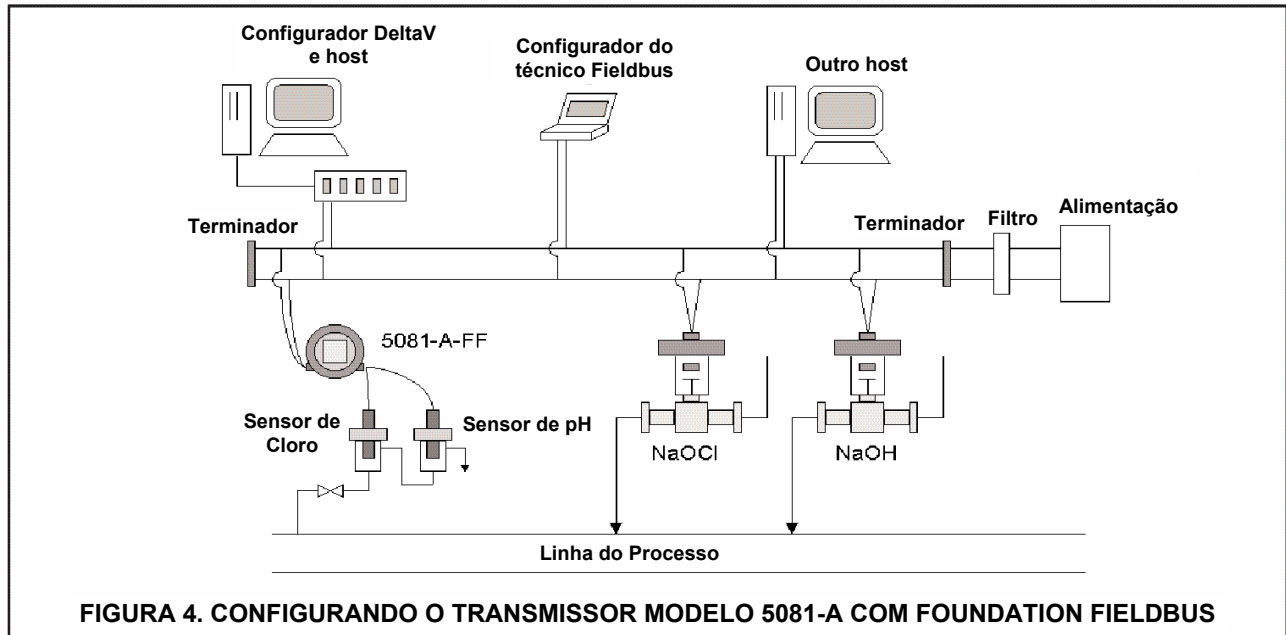 Configurador DeltaV
e host
Configurador do
técnico Fieldbus
Outro host
Terminador
Terminador
Filtro
Alimentação
5081-A-FF
Sensor de
Cloro
Sensor de pH
NaOCl
NaOH
Linha do Processo
FIGURA 4. CONFIGURANDO O TRANSMISSOR MODELO 5081-A COM FOUNDATION FIELDBUS